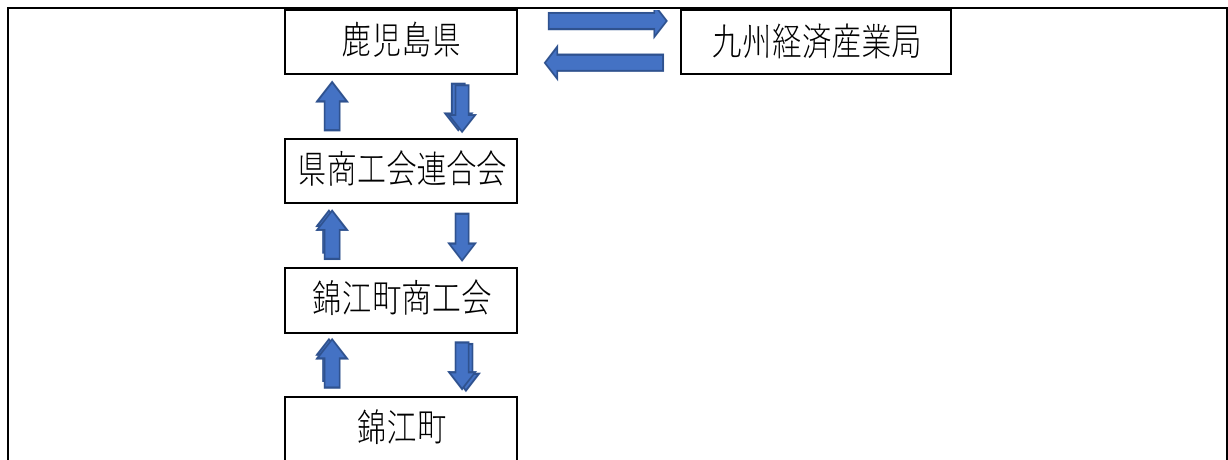 鹿児島県
九州経済産業局
県商工会連合会
錦江町商工会
錦江町